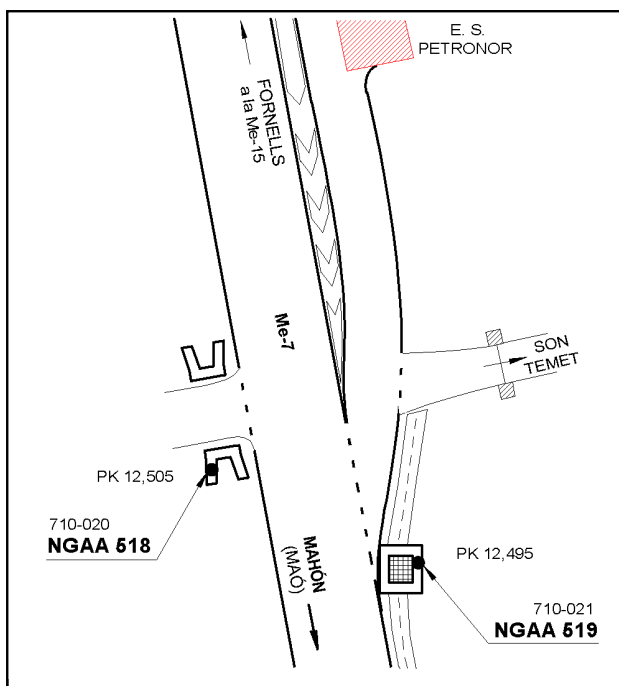 E. S.
PETRONOR
FORNELLS
a la Me-15
Me-7
SON
TEMET
PK 12,505
710-020
NGAA 518
MAHÓN
(MAÓ)
PK 12,495
710-021
NGAA 519